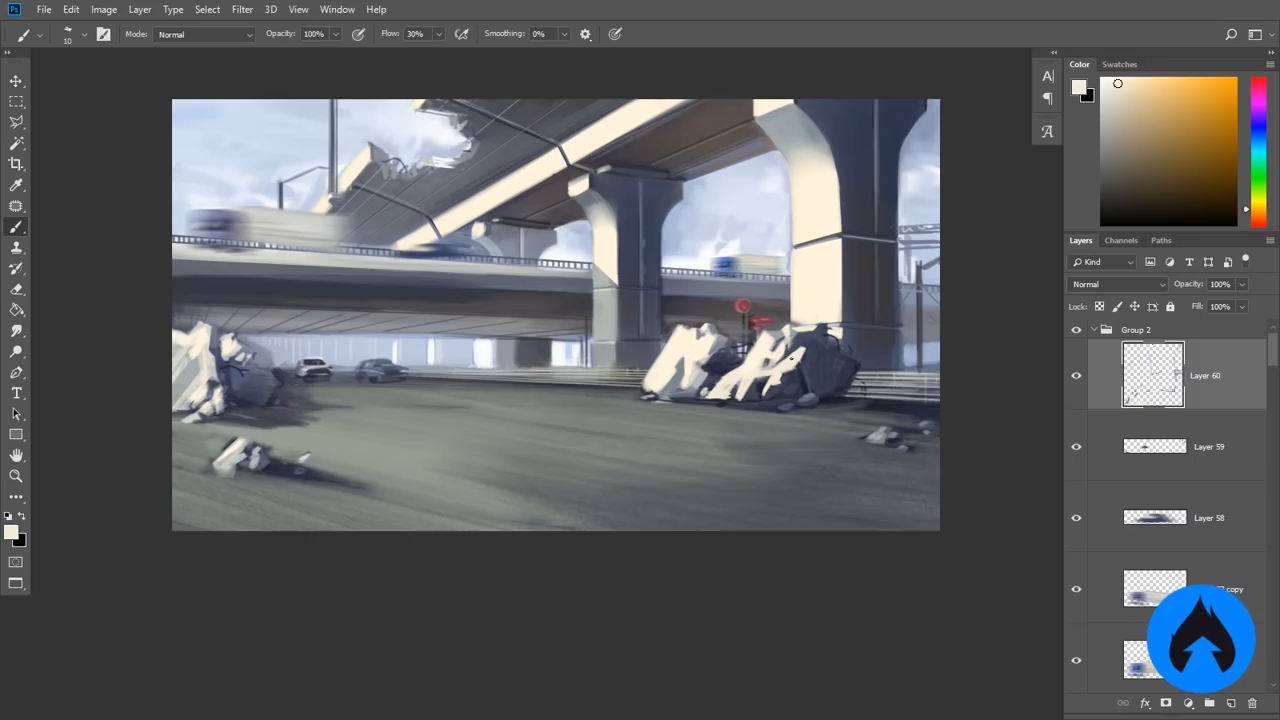 Ps File Edit Image Layer Type Select Filter 3D View Window Help
10 Mode: Normal Opacity: 100% Flow: 30% Smoothing: 0%
Color Swatches
Layers Channels Paths
Kind
Normal Opacity: 100%
Lock: Fill: 100%
Group 2
Layer 60
Layer 59
Layer 58
copy